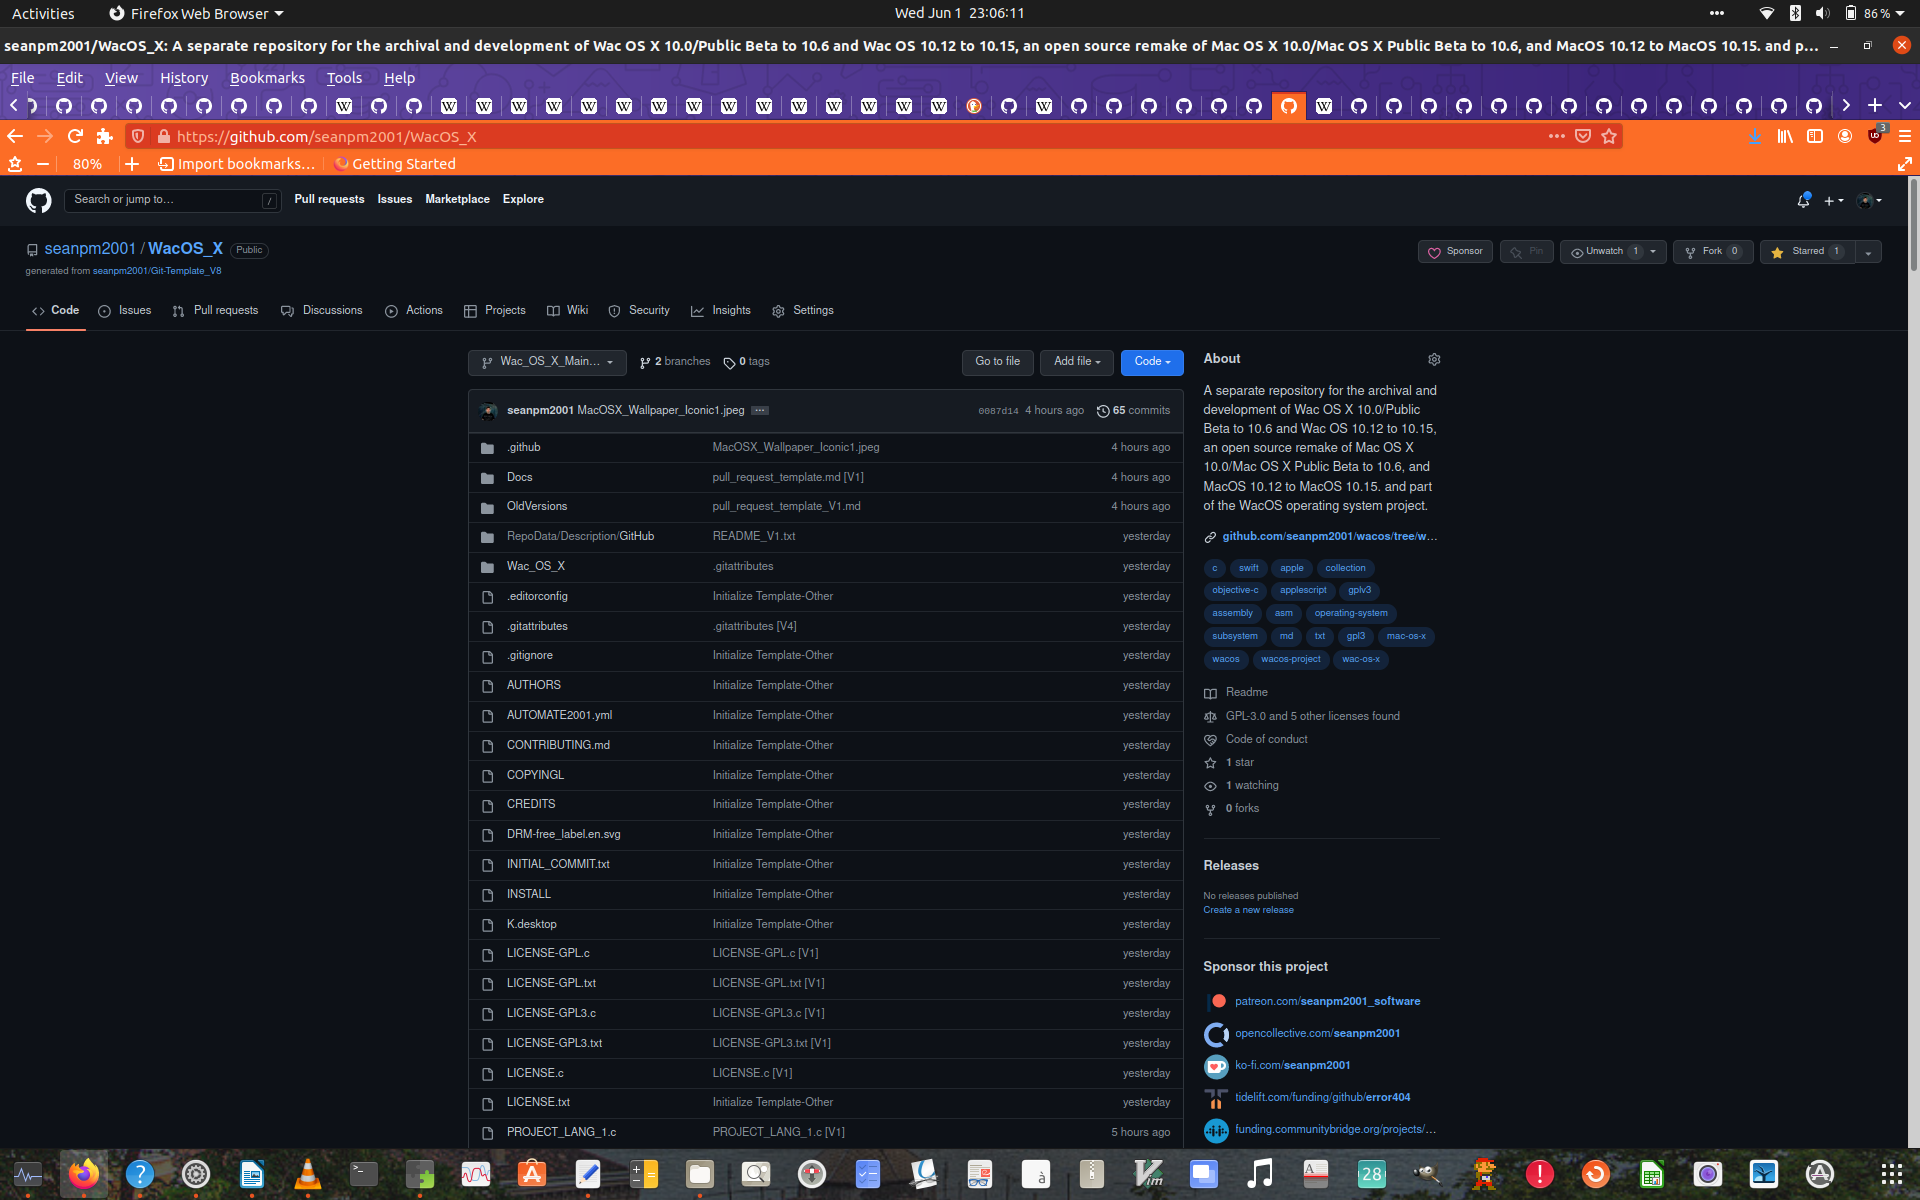 Activities
Firefox Web Browser
Wed Jun 1 23:06:11
86 %
seanpm2001/WacOS_X: A separate repository for the archival and development of Wac OS X 10.0/Public Beta to 10.6 and Wac OS 10.12 to 10.15, an open source remake of Mac OS X 10.0/Mac OS X Public Beta to 10.6, and MacOS 10.12 to MacOS 10.15. and p...
File Edit View History Bookmarks Tools Help
https://github.com/seanpm2001/WacOS_X
3
80%
Import bookmarks...
Getting Started
Search or jump to...
/
Pull requests
Issues
Marketplace
Explore
seanpm2001 / WacOS_X
Public
generated from seanpm2001/Git-Template_V8
Sponsor
Pin
Unwatch 1
Fork 0
Starred 1
Code
Issues
Pull requests
Discussions
Actions
Projects
Wiki
Security
Insights
Settings
Wac_OS_X_Main...
2 branches
0 tags
Go to file
Add file
Code
seanpm2001 MacOSX_Wallpaper_Iconic1.jpeg
0087d14 4 hours ago
65 commits
.github MacOSX_Wallpaper_Iconic1.jpeg 4 hours ago
Docs pull_request_template.md [V1] 4 hours ago
OldVersions pull_request_template_V1.md 4 hours ago
RepoData/Description/GitHub README_V1.txt yesterday
Wac_OS_X .gitattributes yesterday
.editorconfig Initialize Template-Other yesterday
.gitattributes .gitattributes [V4] yesterday
.gitignore Initialize Template-Other yesterday
AUTHORS Initialize Template-Other yesterday
AUTOMATE2001.yml Initialize Template-Other yesterday
CONTRIBUTING.md Initialize Template-Other yesterday
COPYINGL Initialize Template-Other yesterday
CREDITS Initialize Template-Other yesterday
DRM-free_label.en.svg Initialize Template-Other yesterday
INITIAL_COMMIT.txt Initialize Template-Other yesterday
INSTALL Initialize Template-Other yesterday
K.desktop Initialize Template-Other yesterday
LICENSE-GPL.c LICENSE-GPL.c [V1] yesterday
LICENSE-GPL.txt LICENSE-GPL.txt [V1] yesterday
LICENSE-GPL3.c LICENSE-GPL3.c [V1] yesterday
LICENSE-GPL3.txt LICENSE-GPL3.txt [V1] yesterday
LICENSE.c LICENSE.c [V1] yesterday
LICENSE.txt Initialize Template-Other yesterday
PROJECT_LANG_1.c PROJECT_LANG_1.c [V1] 5 hours ago
About
A separate repository for the archival and
development of Wac OS X 10.0/Public
Beta to 10.6 and Wac OS 10.12 to 10.15,
an open source remake of Mac OS X
10.0/Mac OS X Public Beta to 10.6, and
MacOS 10.12 to MacOS 10.15. and part
of the WacOS operating system project.
github.com/seanpm2001/wacos/tree/w...
c swift apple collection
objective-c applescript gplv3
assembly asm operating-system
subsystem md txt gpl3 mac-os-x
wacos wacos-project wac-os-x
Readme
GPL-3.0 and 5 other licenses found
Code of conduct
1 star
1 watching
0 forks
Releases
No releases published
Create a new release
Sponsor this project
patreon.com/seanpm2001_software
opencollective.com/seanpm2001
ko-fi.com/seanpm2001
tidelift.com/funding/github/error404
funding.communitybridge.org/projects/...
28